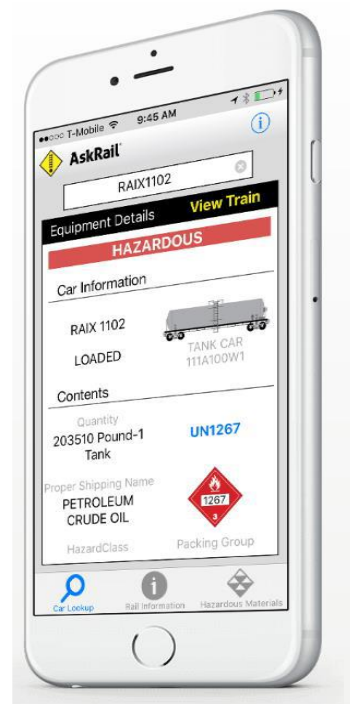 T-Mobile 9:45 AM
AskRail
RAIX1102
Equipment Details View Train
HAZARDOUS
Car Information
RAIX 1102
LOADED
TANK CAR
111A100W1
Contents
Quantity
203510 Pound-1
Tank
UN1267
Proper Shipping Name
PETROLEUM
CRUDE OIL
1267
3
HazardClass Packing Group
Car Lookup Rail Information Hazardous Materials